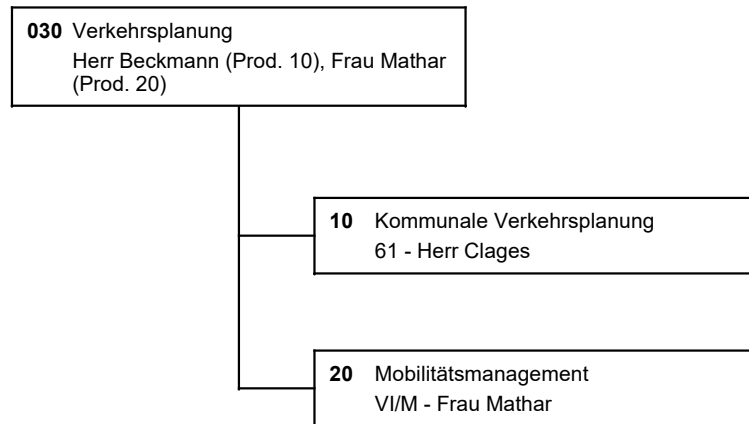 030 Verkehrsplanung
Herr Beckmann (Prod. 10), Frau Mathar
(Prod. 20)
10 Kommunale Verkehrsplanung
61 - Herr Clages
20 Mobilitätsmanagement
VI/M - Frau Mathar